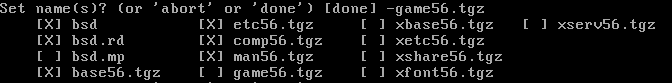 Set name(s)? (or 'abort' or 'done') [done] -game56.tgz
[X] bsd [X] etc56.tgz [ ] xbase56.tgz [ ] xserv56.tgz
[X] bsd.rd [X] comp56.tgz [ ] xetc56.tgz
[ ] bsd.mp [X] man56.tgz [ ] xshare56.tgz
[X] base56.tgz [ ] game56.tgz [ ] xfont56.tgz